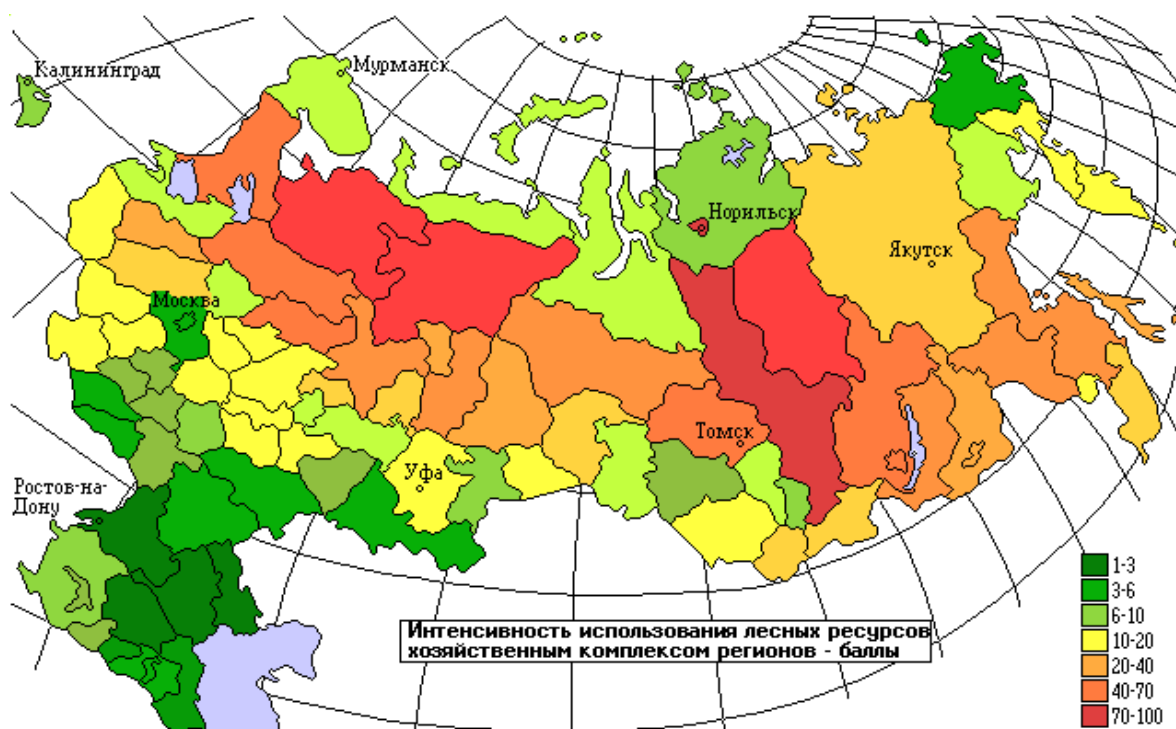 Калининград
Мурманск
Норильск
Якутск
Москва
Томск
Уфа
Ростов-на-
Дону
Интенсивность использования лесных ресурсов
хозяйственным комплексом регионов - баллы
1-3
3-6
6-10
10-20
20-40
40-70
70-100